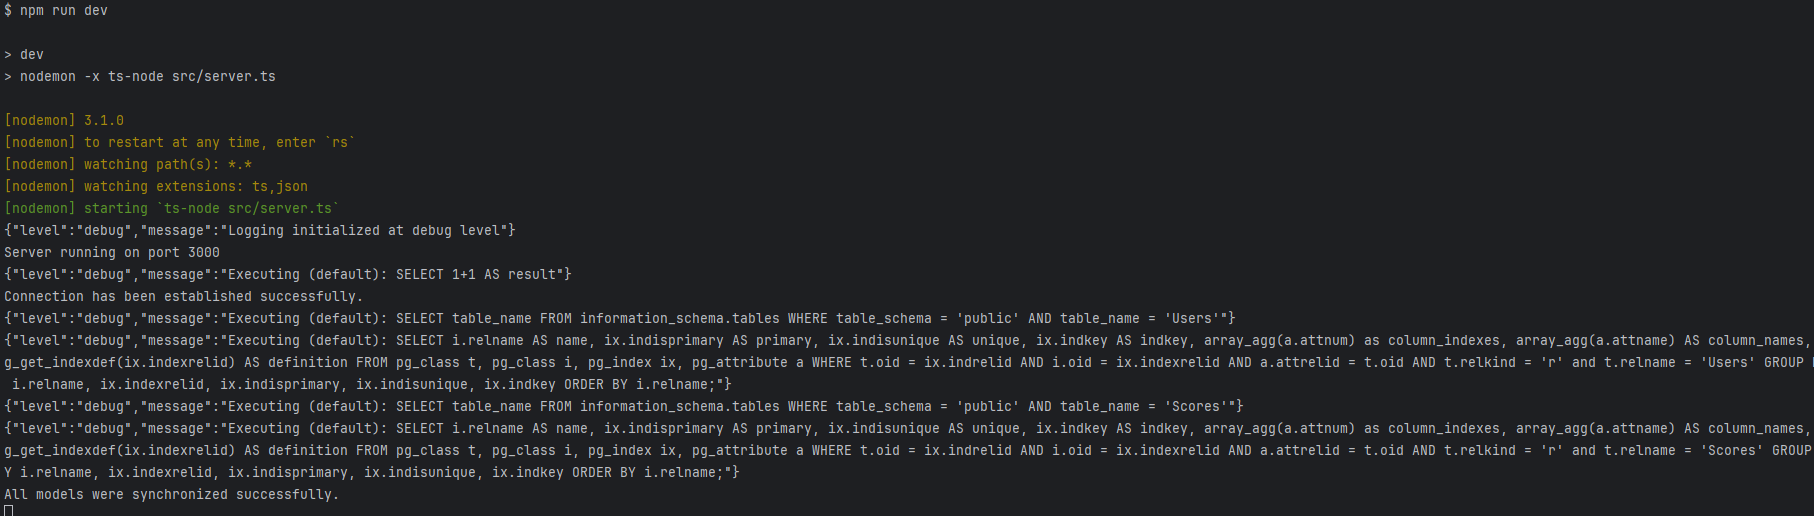 $ npm run dev
> dev
> nodemon -x ts-node src/server.ts
[nodemon] 3.1.0
[nodemon] to restart at any time, enter `rs`
[nodemon] watching path(s): *.*
[nodemon] watching extensions: ts,json
[nodemon] starting `ts-node src/server.ts`
{"level":"debug","message":"Logging initialized at debug level"}
Server running on port 3000
{"level":"debug","message":"Executing (default): SELECT 1+1 AS result"}
Connection has been established successfully.
{"level":"debug","message":"Executing (default): SELECT table_name FROM information_schema.tables WHERE table_schema = 'public' AND table_name = 'Users'"}
{"level":"debug","message":"Executing (default): SELECT i.relname AS name, ix.indisprimary AS primary, ix.indisunique AS unique, ix.indkey AS indkey, array_agg(a.attnum) as column_indexes, array_agg(a.attname) AS column_names,
g_get_indexdef(ix.indexrelid) AS definition FROM pg_class t, pg_class i, pg_index ix, pg_attribute a WHERE t.oid = ix.indrelid AND i.oid = ix.indexrelid AND a.attrelid = t.oid AND t.relkind = 'r' and t.relname = 'Users' GROUP
i.relname, ix.indexrelid, ix.indisprimary, ix.indisunique, ix.indkey ORDER BY i.relname;"}
{"level":"debug","message":"Executing (default): SELECT table_name FROM information_schema.tables WHERE table_schema = 'public' AND table_name = 'Scores'"}
{"level":"debug","message":"Executing (default): SELECT i.relname AS name, ix.indisprimary AS primary, ix.indisunique AS unique, ix.indkey AS indkey, array_agg(a.attnum) as column_indexes, array_agg(a.attname) AS column_names,
g_get_indexdef(ix.indexrelid) AS definition FROM pg_class t, pg_class i, pg_index ix, pg_attribute a WHERE t.oid = ix.indrelid AND i.oid = ix.indexrelid AND a.attrelid = t.oid AND t.relkind = 'r' and t.relname = 'Scores' GROUP
Y i.relname, ix.indexrelid, ix.indisprimary, ix.indisunique, ix.indkey ORDER BY i.relname;"}
All models were synchronized successfully.